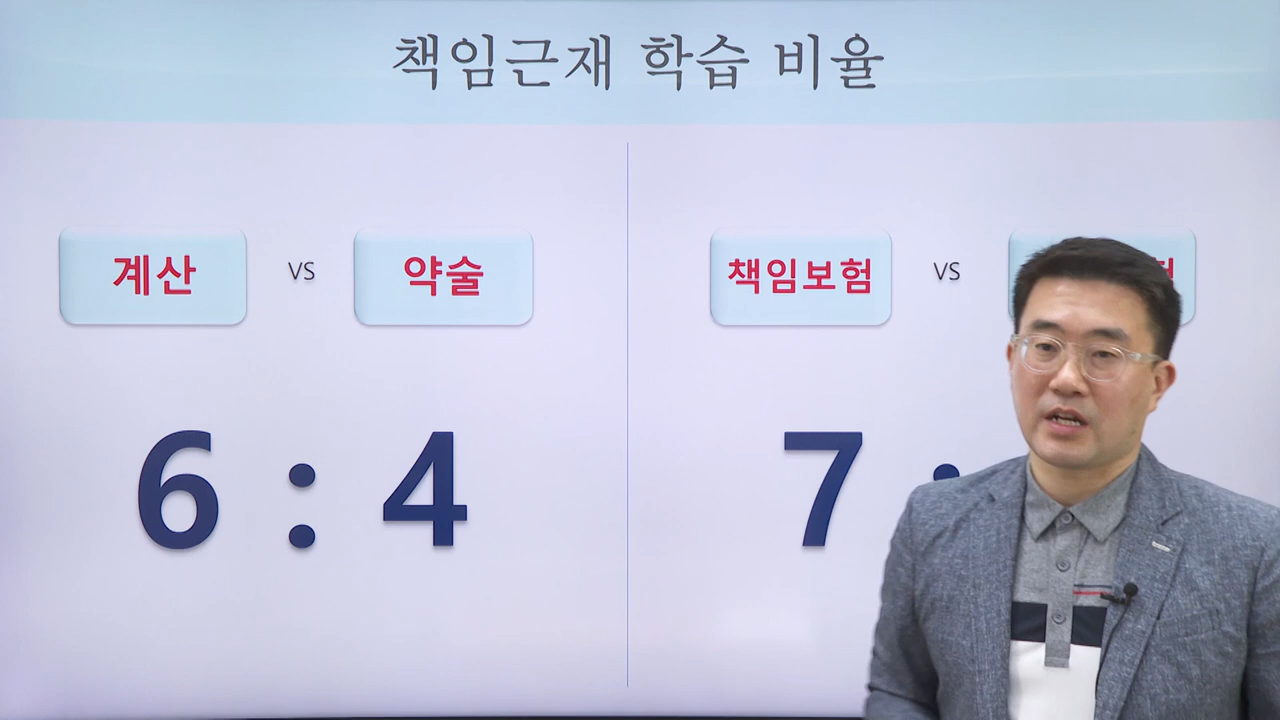 책임근재 학습 비율
계산 vs 약술
책임보험 vs
6 : 4
7 :